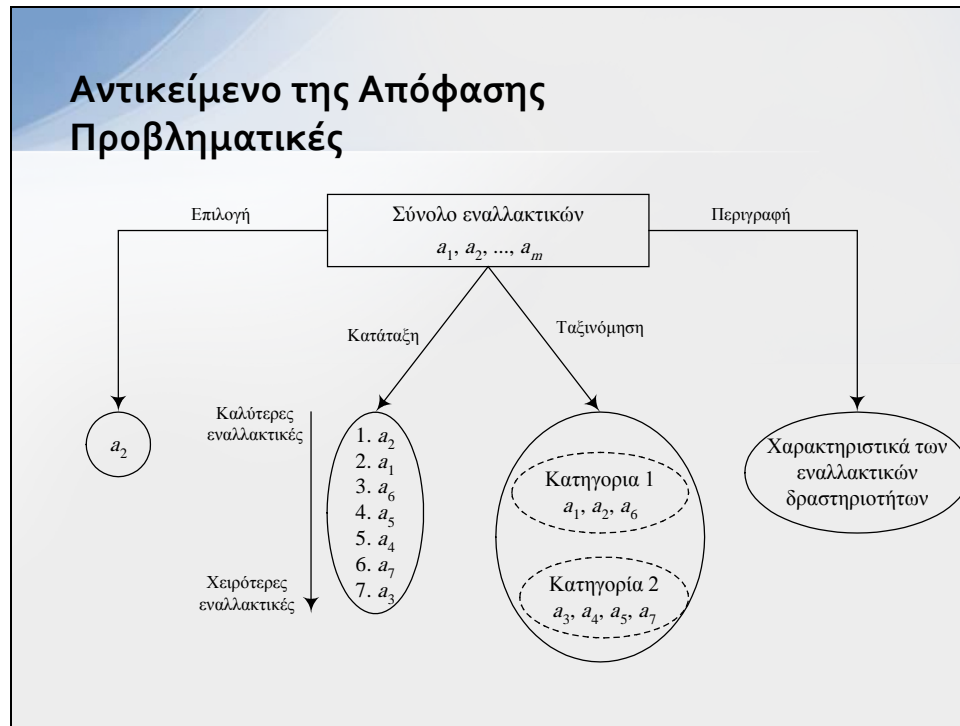 Αντικείμενο της Απόφασης
Προβληματικές
Επιλογή
Σύνολο εναλλακτικών
a1, a2, ..., am
Περιγραφή
Κατάταξη
Ταξινόμηση
a2
Καλύτερες
εναλλακτικές
Χειρότερες
εναλλακτικές
1. a2
2. a1
3. a6
4. a5
5. a4
6. a7
7. a3
Κατηγορια 1
a1, a2, a6
Κατηγορία 2
a3, a4, a5, a7
Χαρακτηριστικά των
εναλλακτικών
δραστηριοτήτων